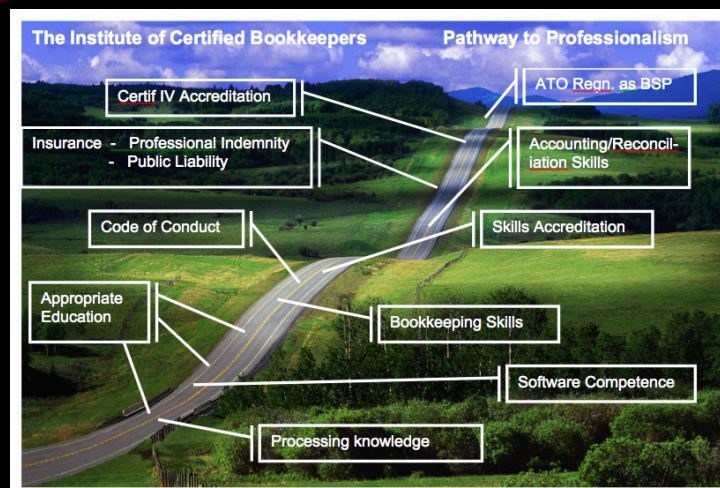 The Institute of Certified Bookkeepers
Pathway to Professionalism
Certif IV Accreditation
ATO Regn. as BSP
Insurance - Professional Indemnity
- Public Liability
Accounting/Reconcil-
iation Skills
Code of Conduct
Skills Accreditation
Appropriate
Education
Bookkeeping Skills
Software Competence
Processing knowledge